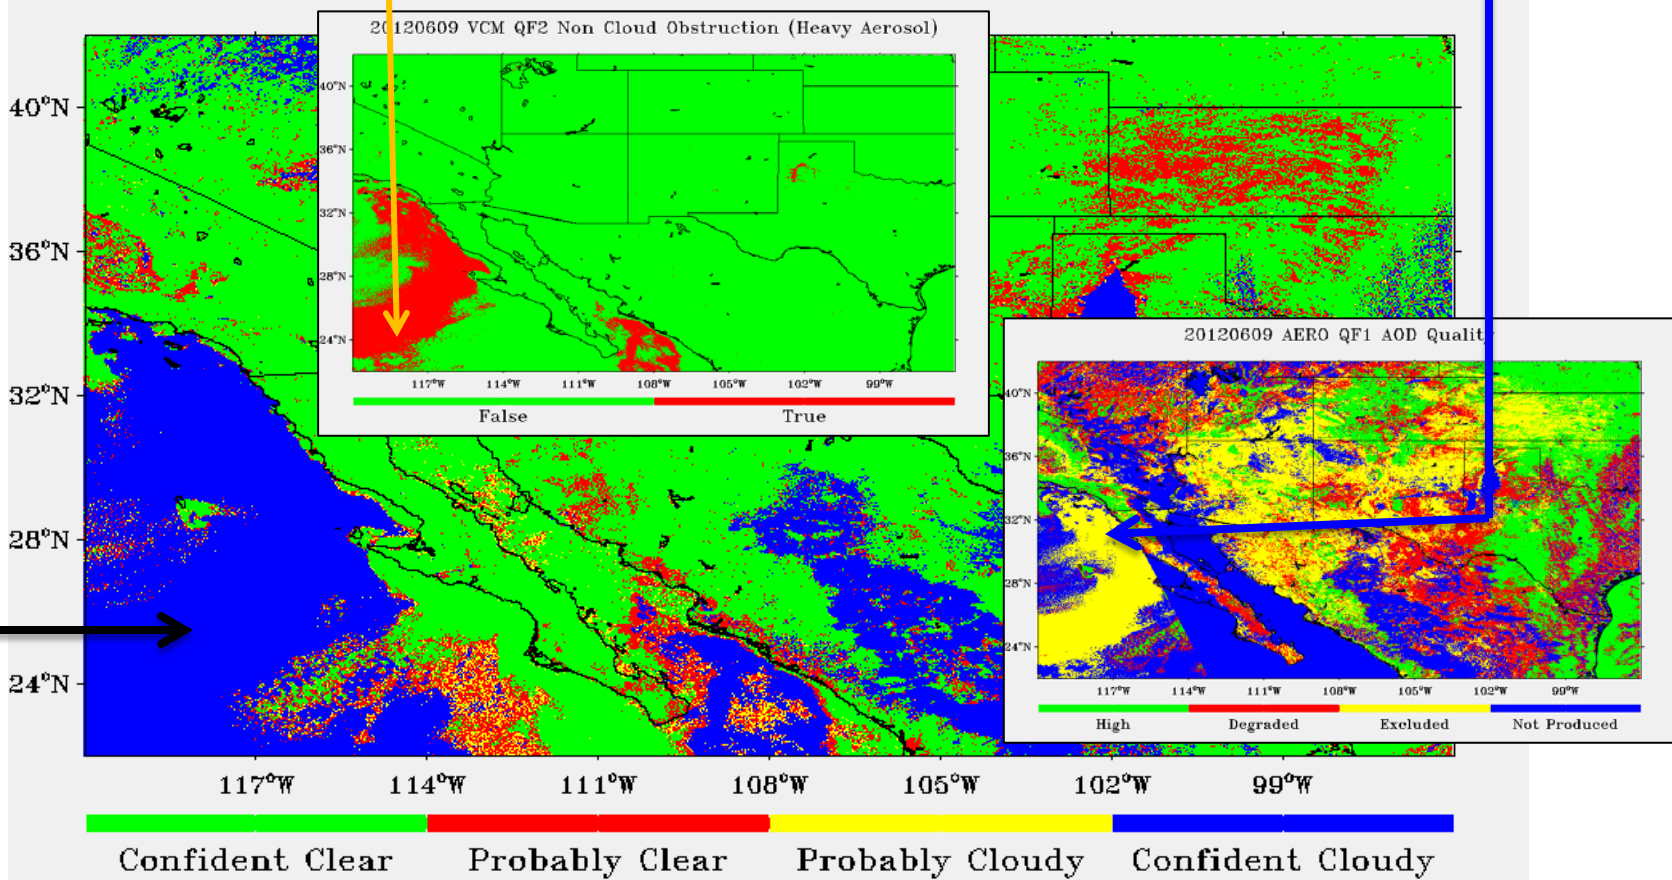 20120609 VCM QF2 Non Cloud Obstruction (Heavy Aerosol)
40°N
36°N
32°N
28°N
24°N
117°W 114°W 111°W 108°W 105°W 102°W 99°W
False True
20120609 AERO QF1 AOD Quality
40°N
36°N
32°N
28°N
24°N
117°W 114°W 111°W 108°W 105°W 102°W 99°W
High Degraded Excluded Not Produced
40°N
36°N
32°N
28°N
24°N
117°W 114°W 111°W 108°W 105°W 102°W 99°W
Confident Clear Probably Clear Probably Cloudy Confident Cloudy